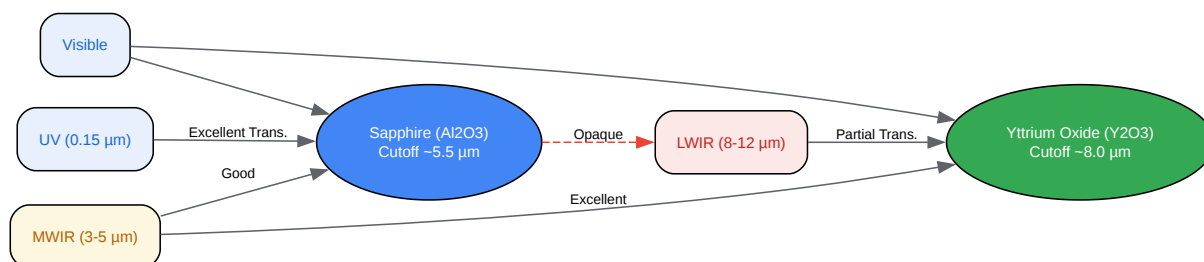 Visible
UV (0.15 µm)
Excellent Trans.
Good
MWIR (3-5 µm)
Sapphire (Al2O3)
Cutoff ~5.5 µm
Opaque
LWIR (8-12 µm)
Partial Trans.
Excellent
Yttrium Oxide (Y2O3)
Cutoff ~8.0 µm